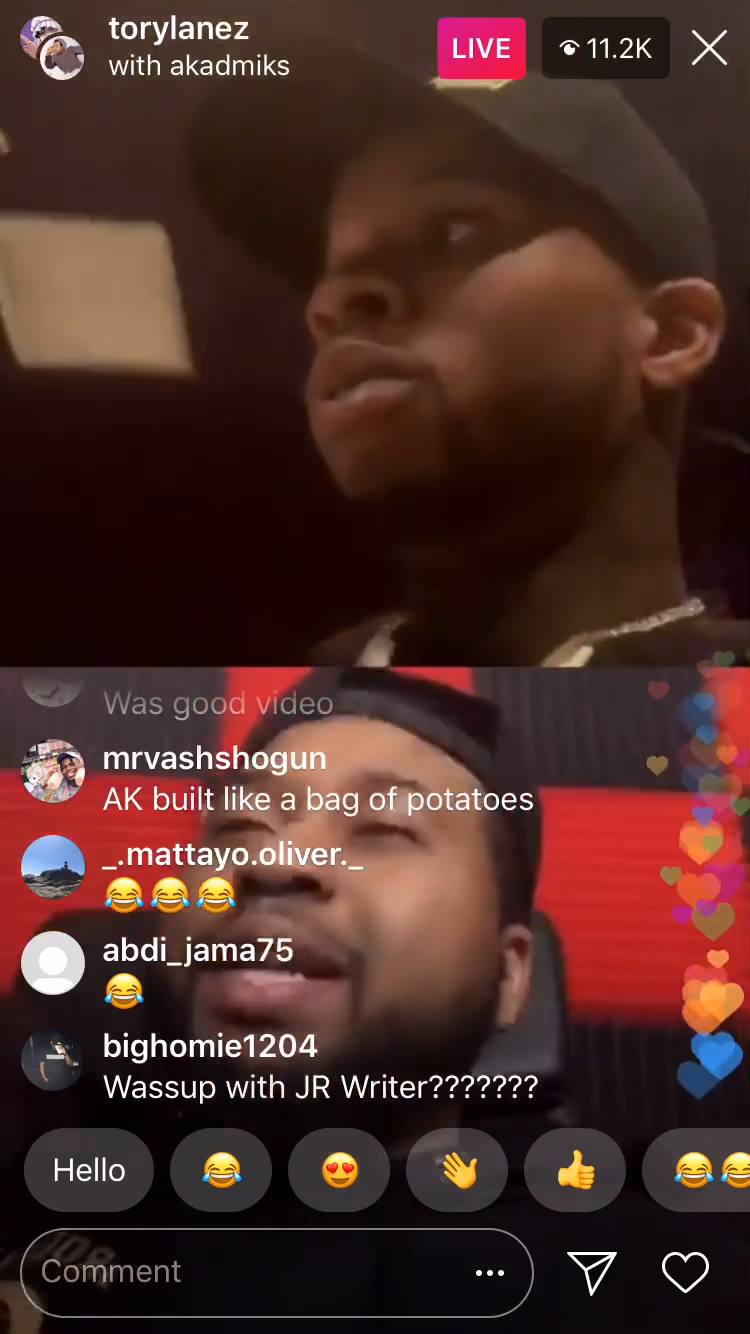 torylanez
with akadmiks
LIVE
11.2K
Was good video
mrvashshogun
AK built like a bag of potatoes
_.mattayo.oliver._
😂😂😂
abdi_jama75
😂
bighomie1204
Wassup with JR Writer???????
Hello 😂 😍 👋 👍 😂😂
Comment